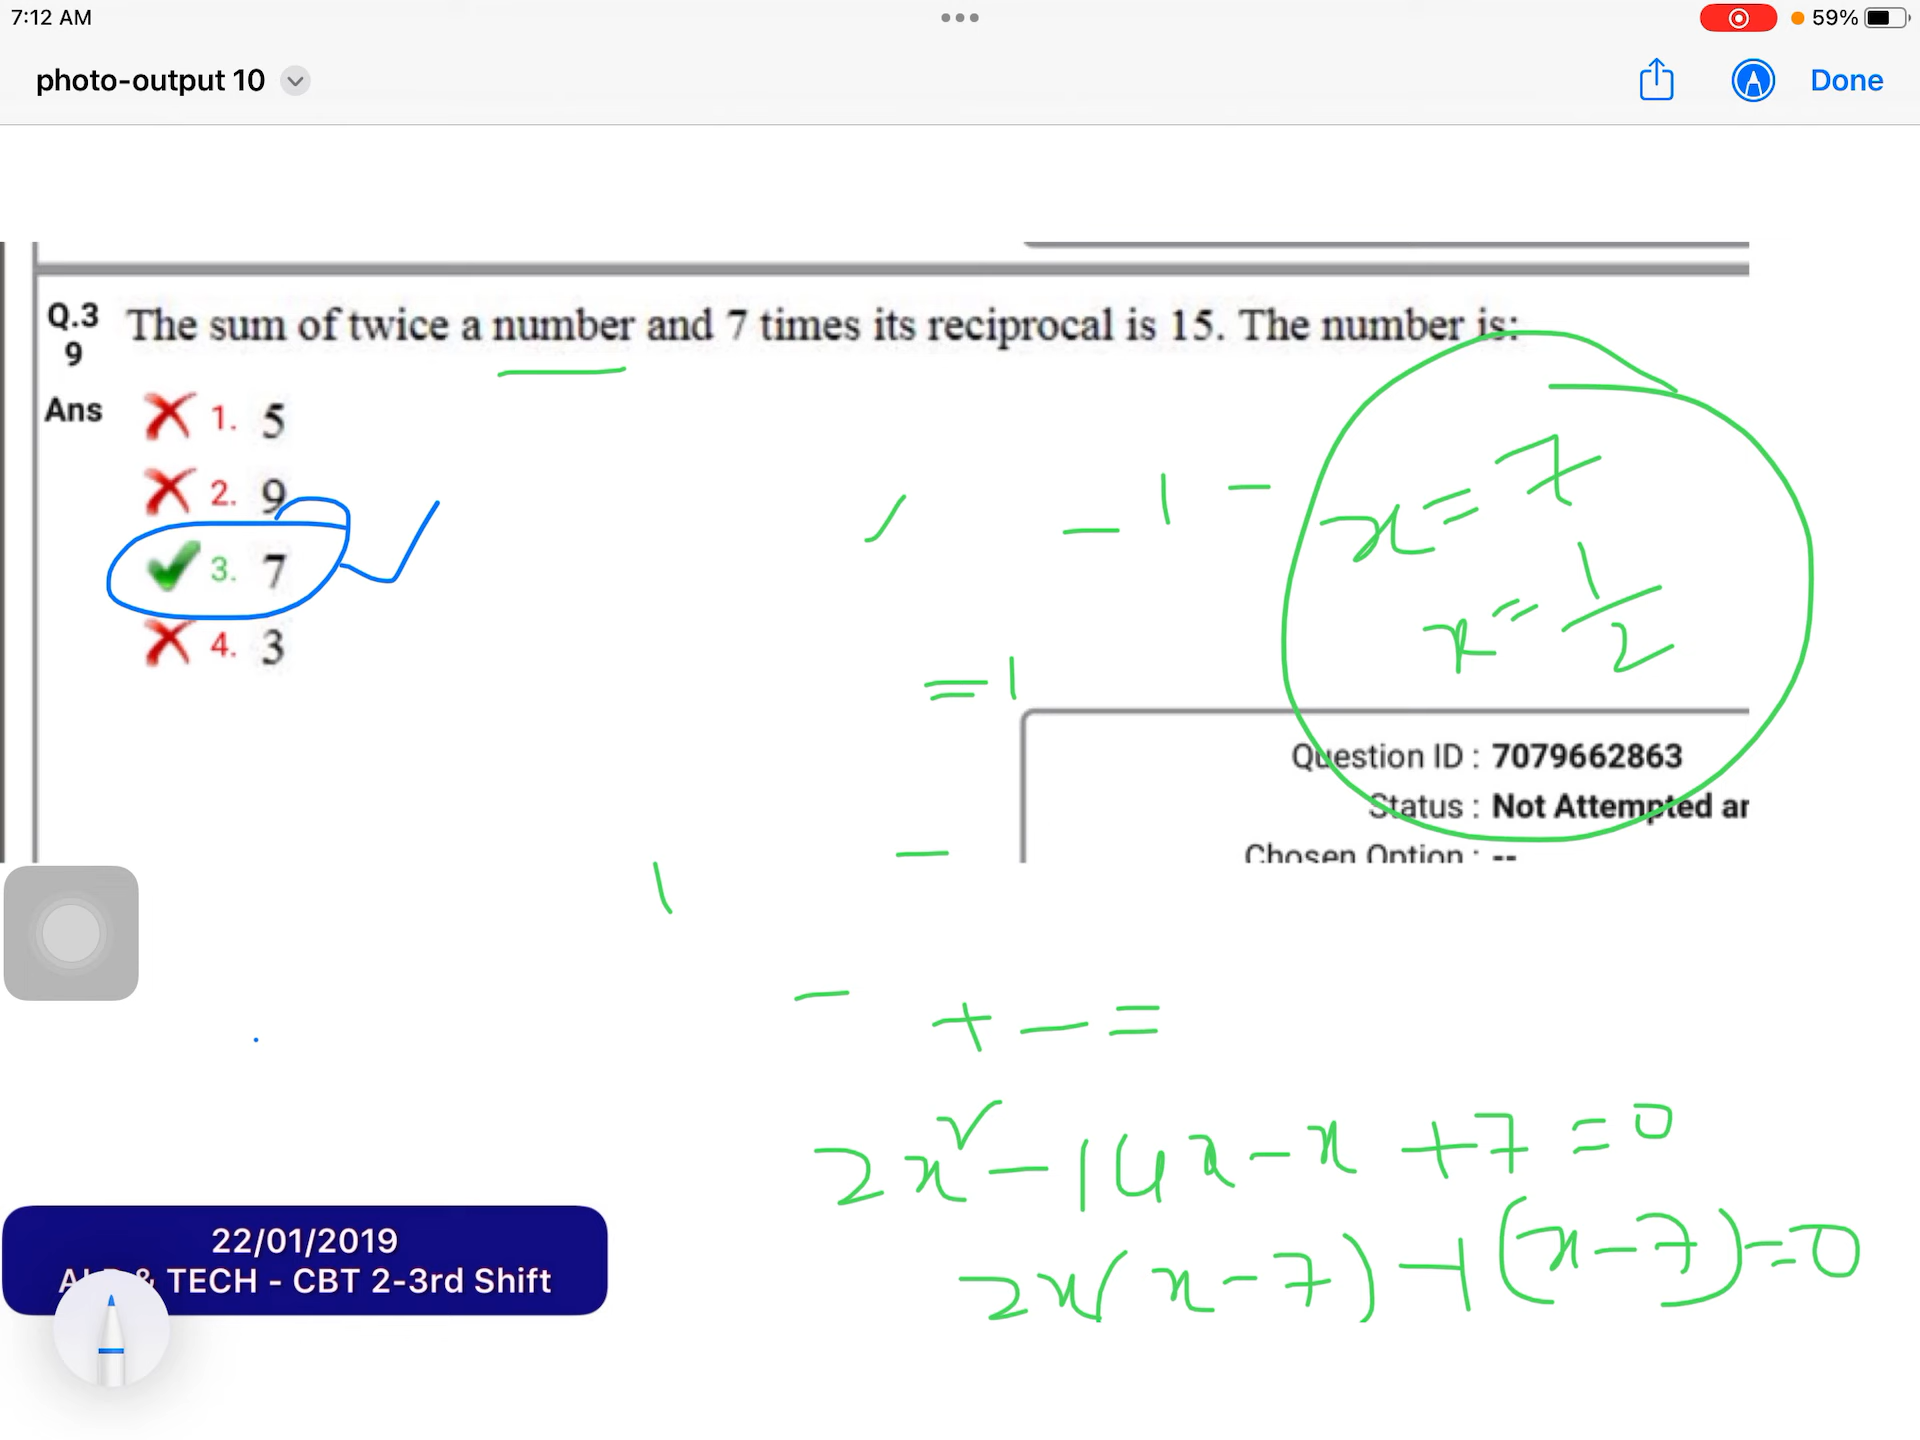 7:12 AM
59%
photo-output 10
Done
Q.39 The sum of twice a number and 7 times its reciprocal is 15. The number is:
Ans
1. 5
2. 9
3. 7
4. 3
x = 7
x = 1/2
= 1
Question ID : 7079662863
Status : Not Attempted ar
Chosen Option : --
+ − =
2x² − 14x − x + 7 = 0
2x(x − 7) − 1(x − 7) = 0
22/01/2019
& TECH - CBT 2-3rd Shift